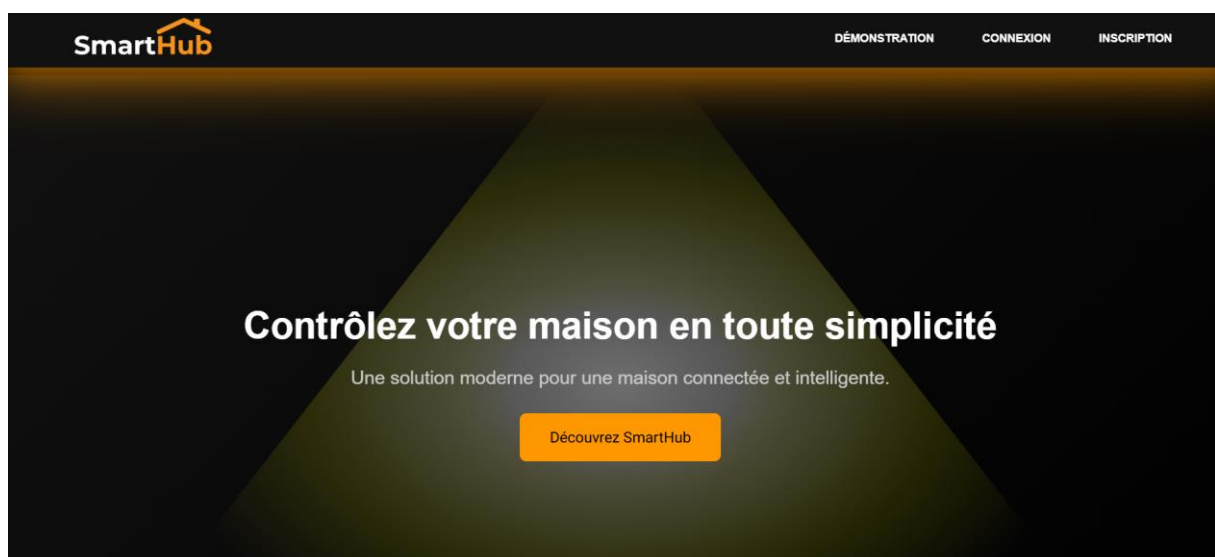 SmartHub
DÉMONSTRATION CONNEXION INSCRIPTION
Contrôlez votre maison en toute simplicité
Une solution moderne pour une maison connectée et intelligente.
Découvrez SmartHub